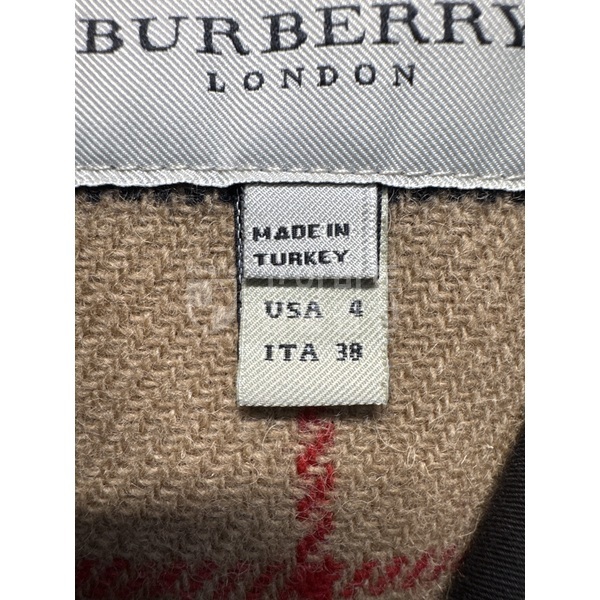 BURBERRY
LONDON
MADE IN
TURKEY
USA 4
ITA 38